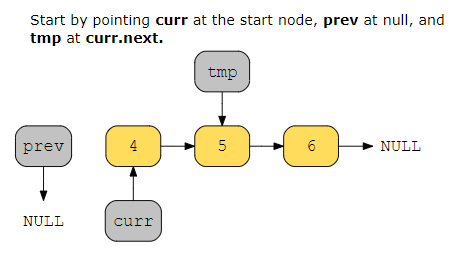 Start by pointing curr at the start node, prev at null, and
tmp at curr.next.
tmp
prev
4
5
6
NULL
NULL
curr